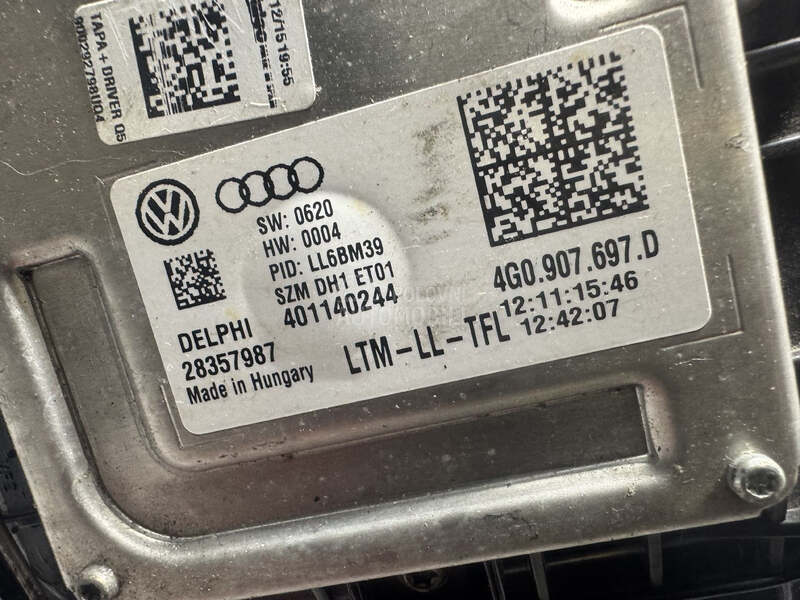 12/15 19:55
TAPA + DRIVER 05
SW: 0620
HW: 0004
PID: LL6BM39
SZM DH1 ET01
401140244
DELPHI
28357987
Made in Hungary
4G0.907.697.D
12:11:15:46
12:42:07
LTM-LL-TFL